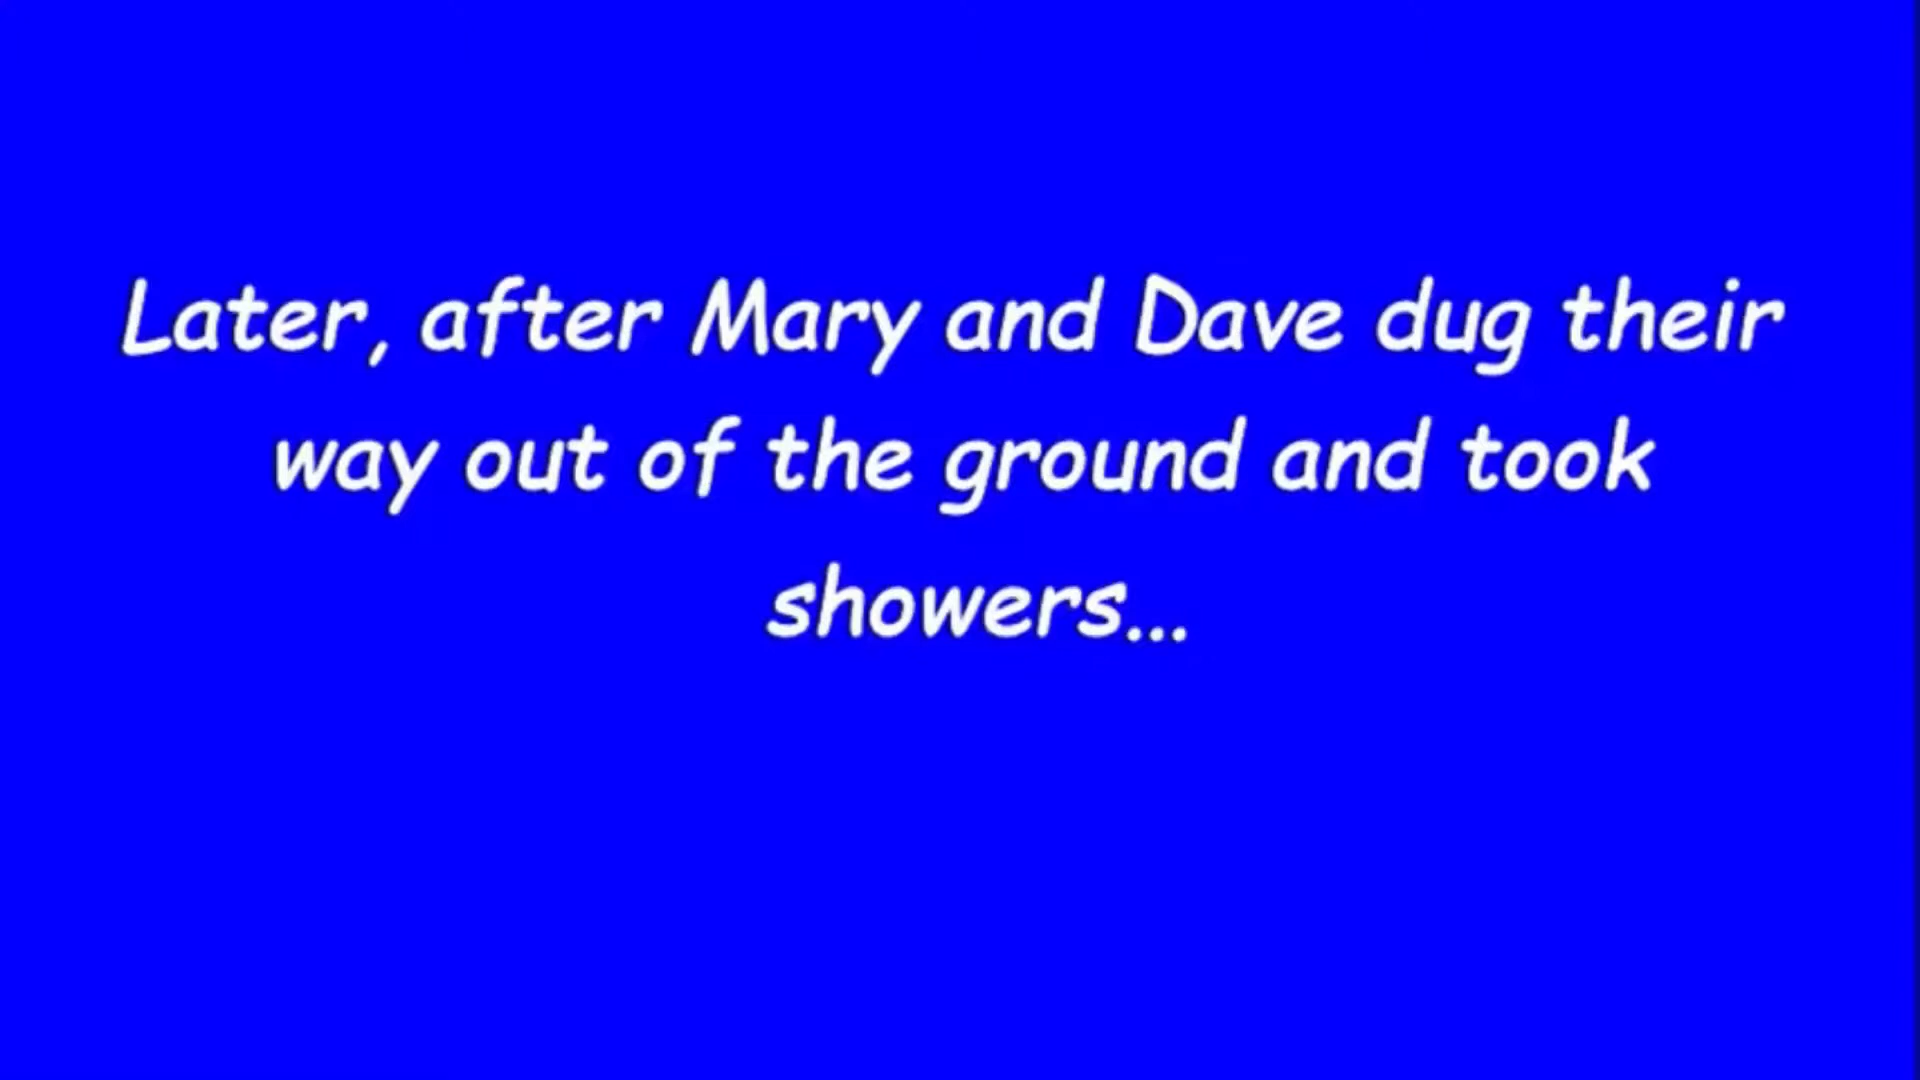 Later, after Mary and Dave dug their
way out of the ground and took
showers...